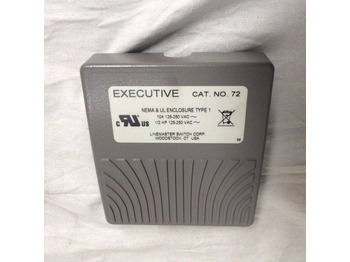 EXECUTIVE CAT. NO. 72
NEMA & UL ENCLOSURE TYPE 1
10A 125-250 VAC ~
1/2 HP 125-250 VAC ~
c RU US
LINEMASTER SWITCH CORP.
WOODSTOCK, CT USA